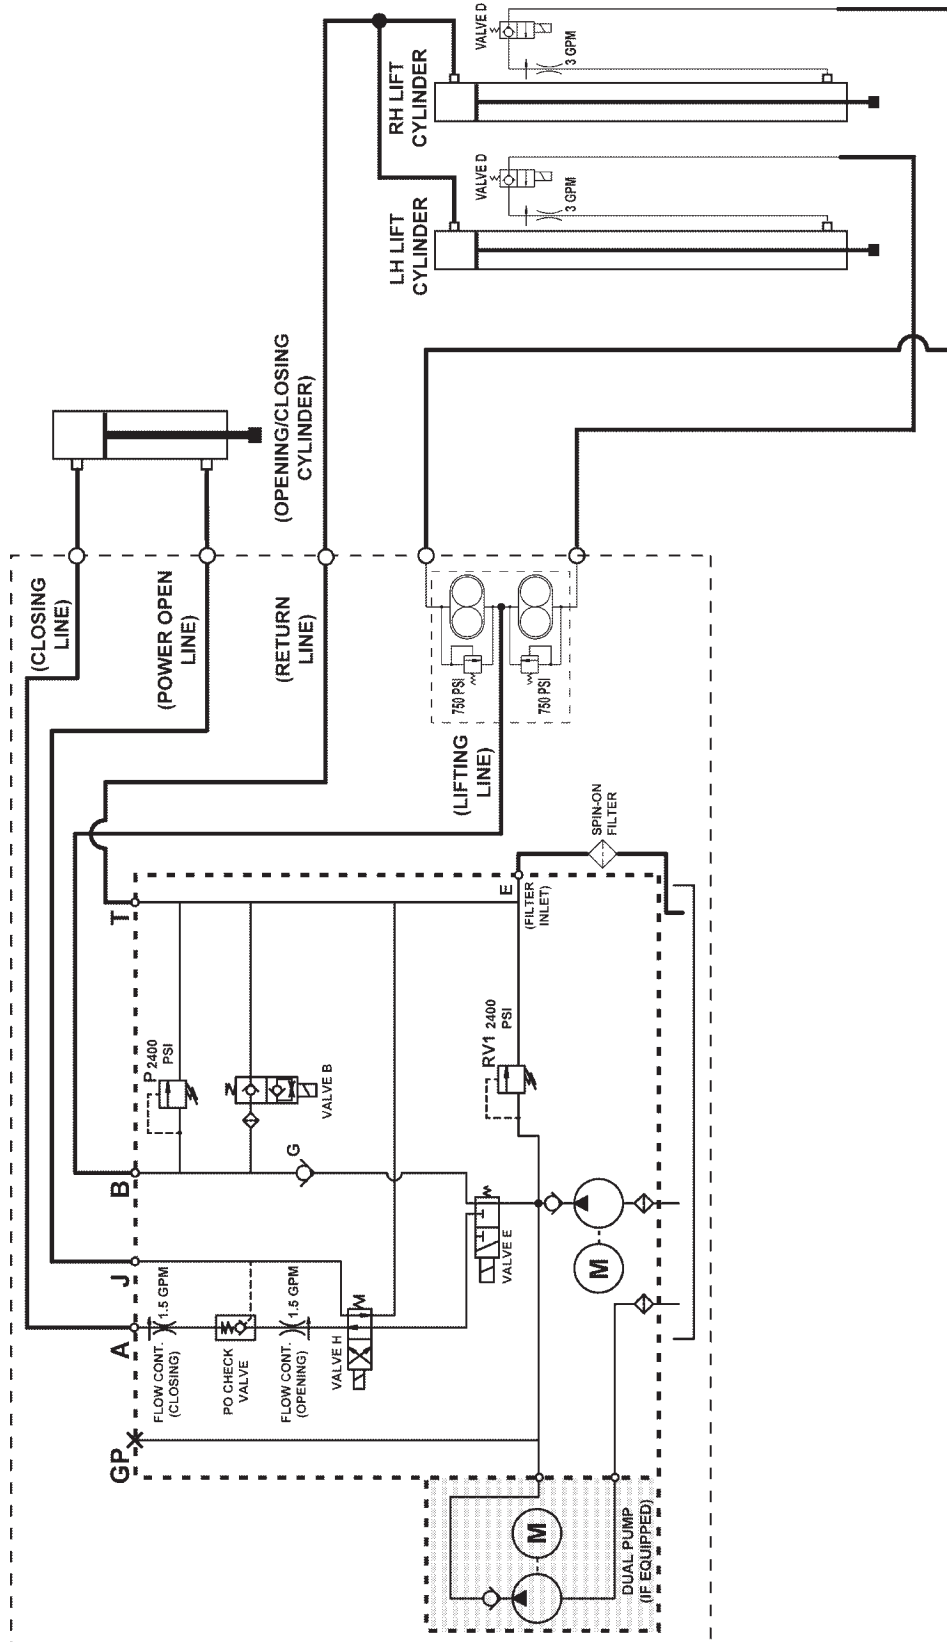 GP
A
J
B
T
FLOW CONT.
(CLOSING)
1.5 GPM
PO CHECK
VALVE
FLOW CONT.
(OPENING)
1.5 GPM
VALVE H
P 2400
PSI
VALVE B
G
VALVE E
RV1 2400
PSI
E
(FILTER
INLET)
SPIN-ON
FILTER
M
M
DUAL PUMP
(IF EQUIPPED)
(CLOSING
LINE)
(POWER OPEN
LINE)
(RETURN
LINE)
(LIFTING
LINE)
750 PSI
750 PSI
(OPENING/CLOSING
CYLINDER)
LH LIFT
CYLINDER
VALVE D
3 GPM
RH LIFT
CYLINDER
VALVE D
3 GPM